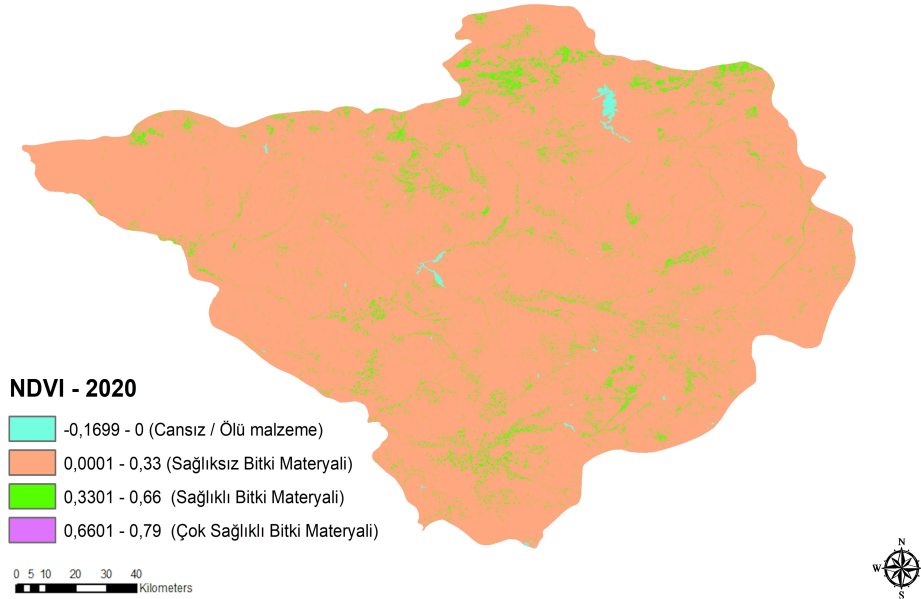 NDVI - 2020
-0,1699 - 0 (Cansız / Ölü malzeme)
0,0001 - 0,33 (Sağlıksız Bitki Materyali)
0,3301 - 0,66 (Sağlıklı Bitki Materyali)
0,6601 - 0,79 (Çok Sağlıklı Bitki Materyali)
0 5 10 20 30 40
Kilometers
N
W E
S